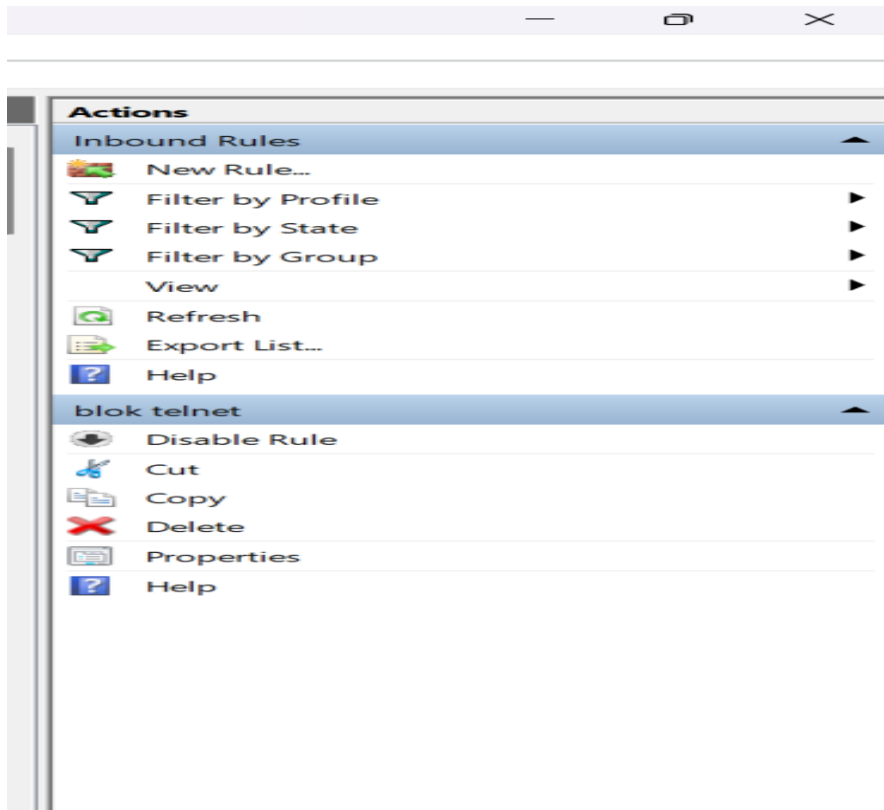 Actions
Inbound Rules
New Rule...
Filter by Profile
Filter by State
Filter by Group
View
Refresh
Export List...
Help
blok telnet
Disable Rule
Cut
Copy
Delete
Properties
Help